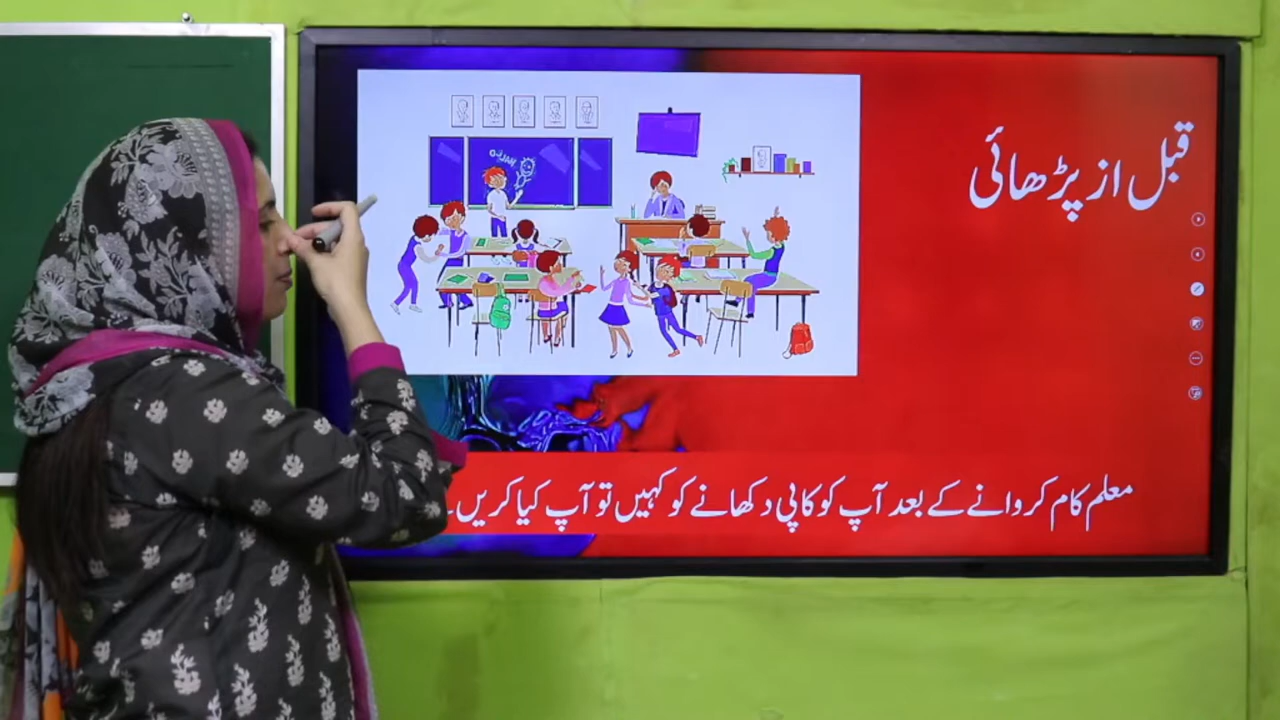 قبل از پڑھائی
معلم کام کروانے کے بعد آپ کو کاپی دکھانے کو کہیں تو آپ کیا کریں